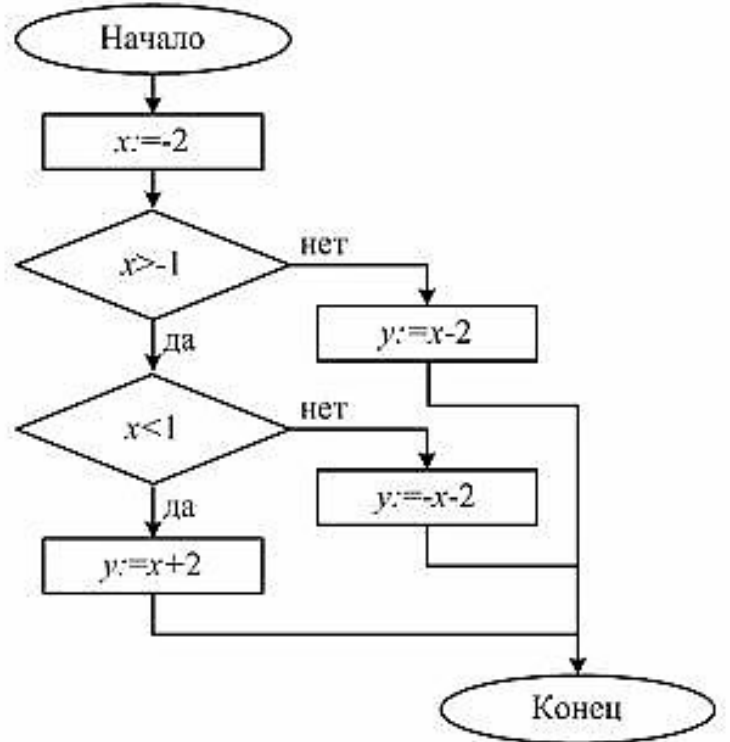 Начало
x:=-2
x>-1
нет
да
y:=x-2
x<1
нет
да
y:=-x-2
y:=x+2
Конец